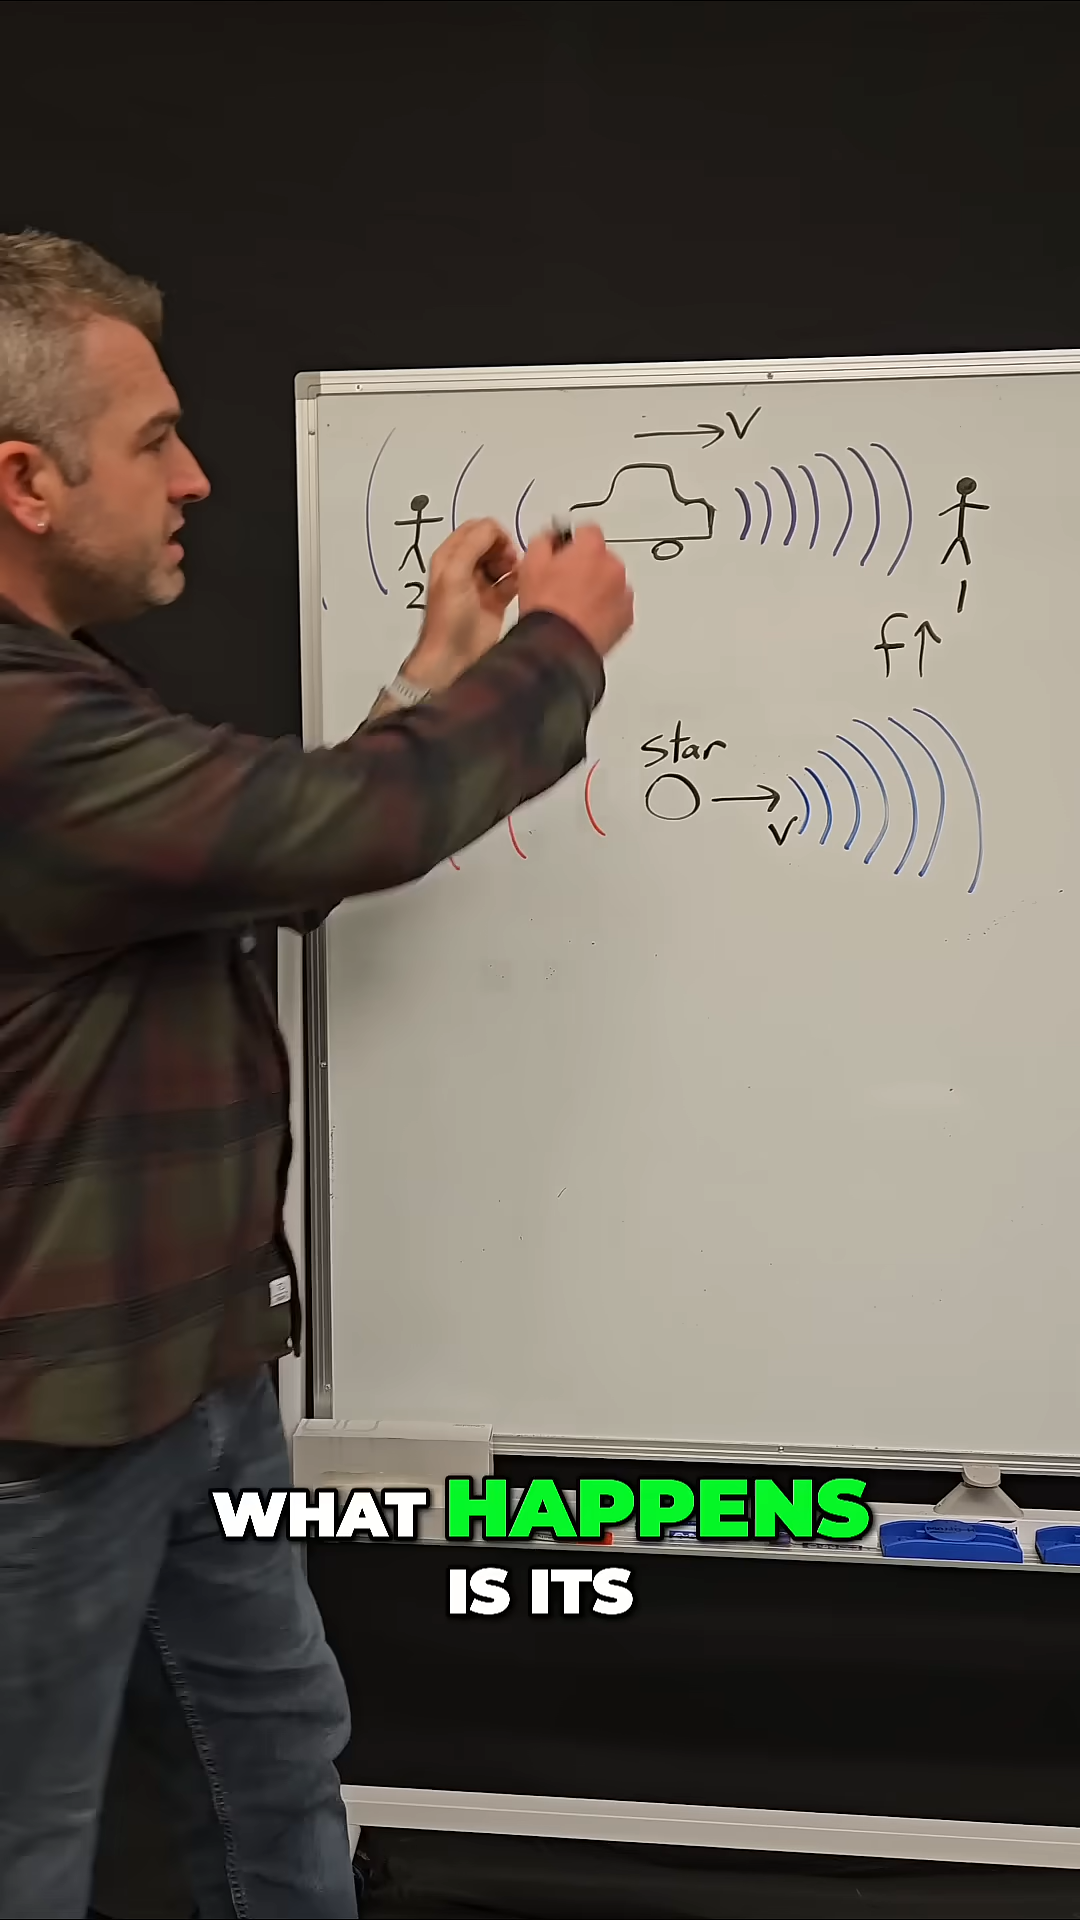 → V
2
1
f↑
star
→
V
WHAT HAPPENS
IS ITS